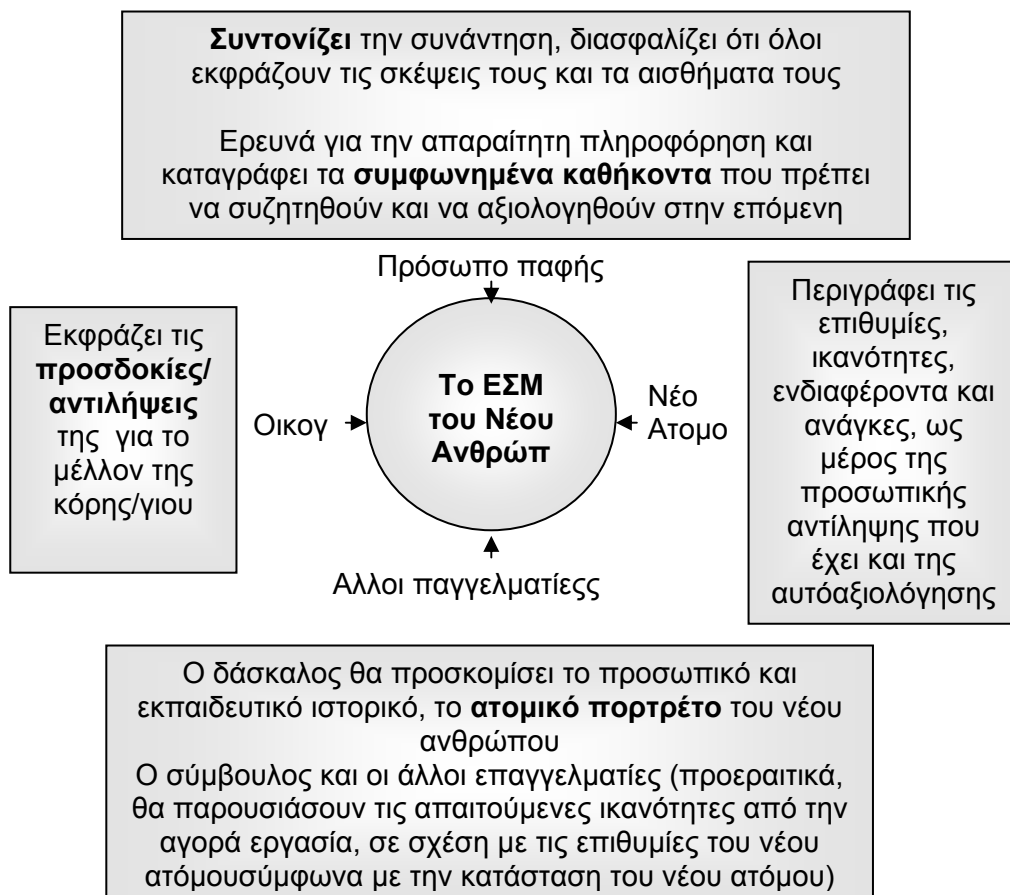 Συντονίζει την συνάντηση, διασφαλίζει ότι όλοι
εκφράζουν τις σκέψεις τους και τα αισθήματα τους
Ερευνά για την απαραίτητη πληροφόρηση και
καταγράφει τα συμφωνημένα καθήκοντα που πρέπει
να συζητηθούν και να αξιολογηθούν στην επόμενη
Πρόσωπο παφής
Εκφράζει τις
προσδοκίες/
αντιλήψεις
της για το
μέλλον της
κόρης/γιου
Οικογ
Το ΕΣΜ
του Νέου
Ανθρώπ
Νέο
Ατομο
Περιγράφει τις
επιθυμίες,
ικανότητες,
ενδιαφέροντα και
ανάγκες, ως
μέρος της
προσωπικής
αντίληψης που
έχει και της
αυτόαξιολόγησης
Αλλοι παγγελματίεςς
Ο δάσκαλος θα προσκομίσει το προσωπικό και
εκπαιδευτικό ιστορικό, το ατομικό πορτρέτο του νέου
ανθρώπου
Ο σύμβουλος και οι άλλοι επαγγελματίες (προεραιτικά,
θα παρουσιάσουν τις απαιτούμενες ικανότητες από την
αγορά εργασία, σε σχέση με τις επιθυμίες του νέου
ατόμουσύμφωνα με την κατάσταση του νέου ατόμου)